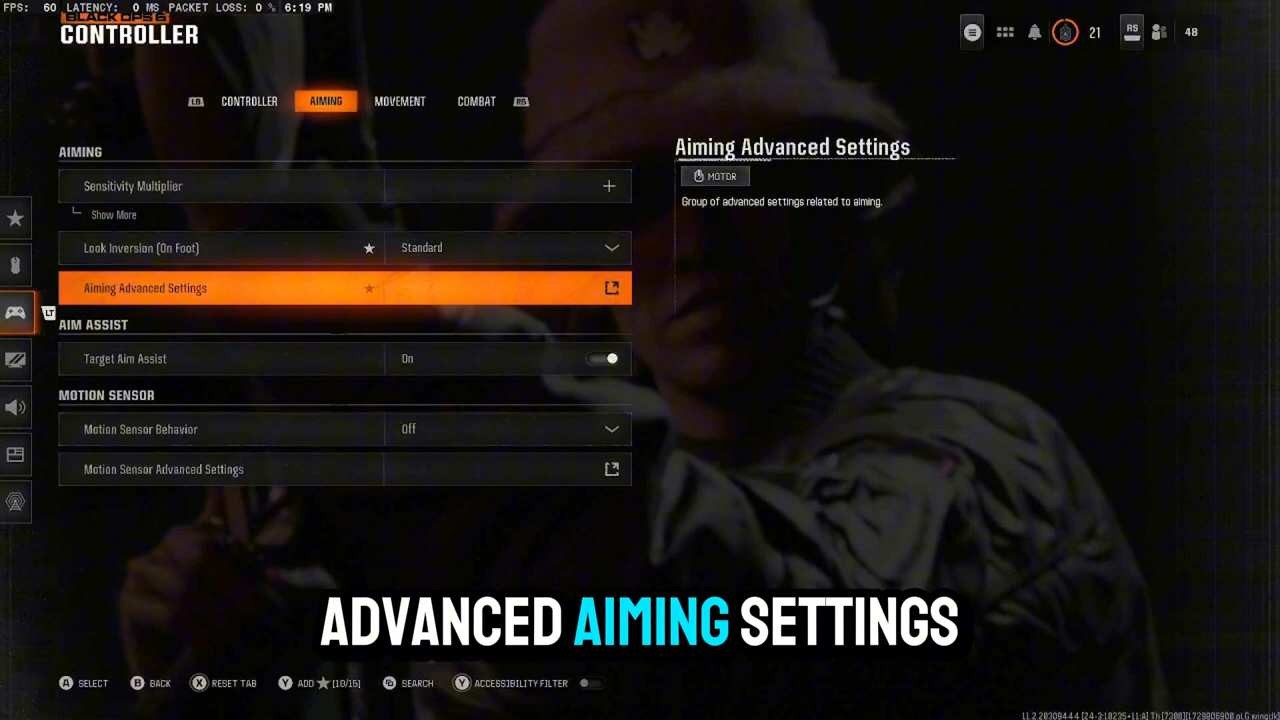 FPS: 60 LATENCY: 0 MS PACKET LOSS: 0 % 6:19 PM
BLACK OPS 6
CONTROLLER
21
RS
48
LB CONTROLLER AIMING MOVEMENT COMBAT RB
AIMING
Sensitivity Multiplier
Show More
Look Inversion (On Foot) Standard
Aiming Advanced Settings
LT
AIM ASSIST
Target Aim Assist On
MOTION SENSOR
Motion Sensor Behavior Off
Motion Sensor Advanced Settings
Aiming Advanced Settings
MOTOR
Group of advanced settings related to aiming.
ADVANCED AIMING SETTINGS
A SELECT B BACK X RESET TAB Y ADD ★ (10/15) SEARCH Y ACCESSIBILITY FILTER